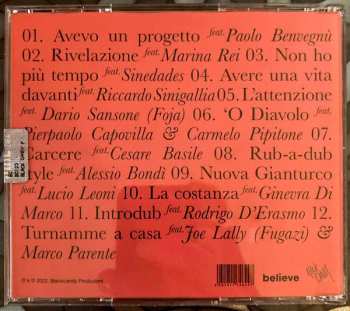 01. Avevo un progetto feat. Paolo Benvegnù
02. Rivelazione feat. Marina Rei 03. Non ho
più tempo feat. Sinedades 04. Avere una vita
davanti feat. Riccardo Sinigallia 05. L'attenzione
feat. Dario Sansone (Foja) 06. 'O Diavolo feat.
Pierpaolo Capovilla & Carmelo Pipitone 07.
Carcere feat. Cesare Basile 08. Rub-a-dub
style feat. Alessio Bondì 09. Nuova Gianturco
feat. Lucio Leoni 10. La costanza feat. Ginevra Di
Marco 11. Introdub feat. Rodrigo D'Erasmo 12.
Turnamme a casa feat. Joe Lally (Fugazi) &
Marco Parente
℗ & © 2022, Blackcandy Produzioni
believe